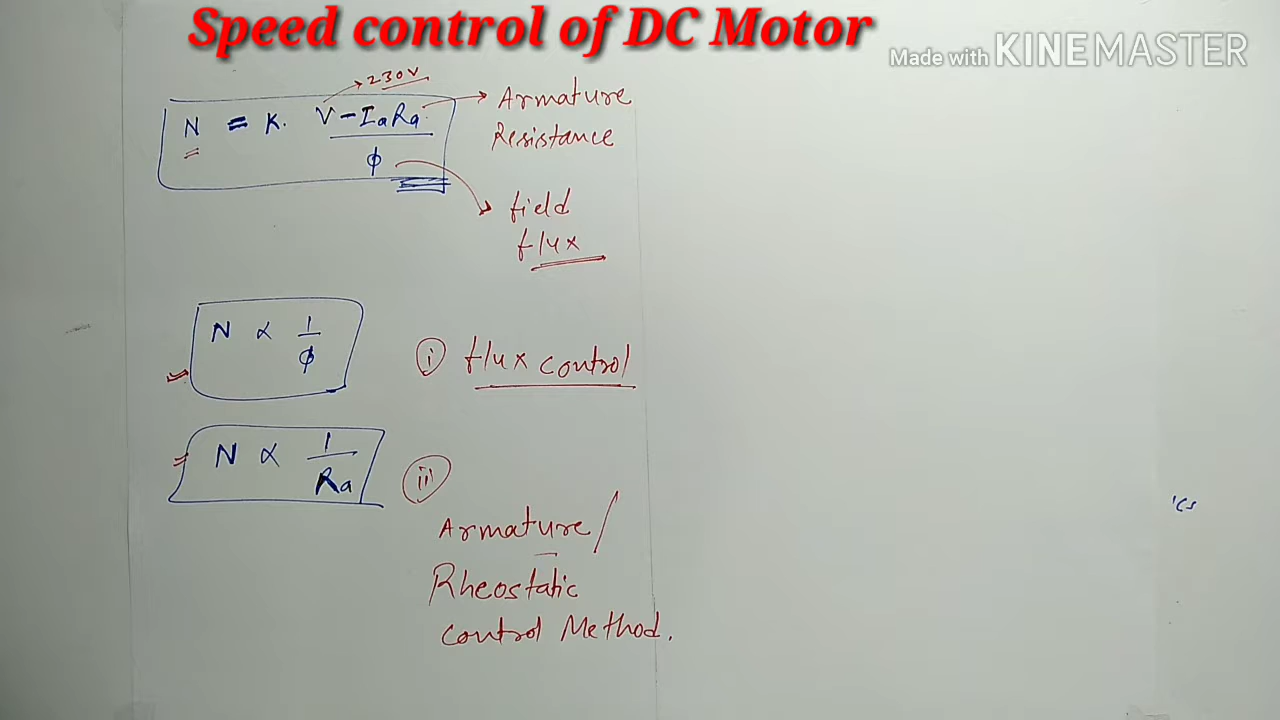 Speed control of DC Motor
Made with KINEMASTER
230V
N = K. V-IaRa / ϕ
Armature
Resistance
field
flux
N ∝ 1/ϕ
(i) flux control
N ∝ 1/Ra
(ii)
Armature/
Rheostatic
control Method.